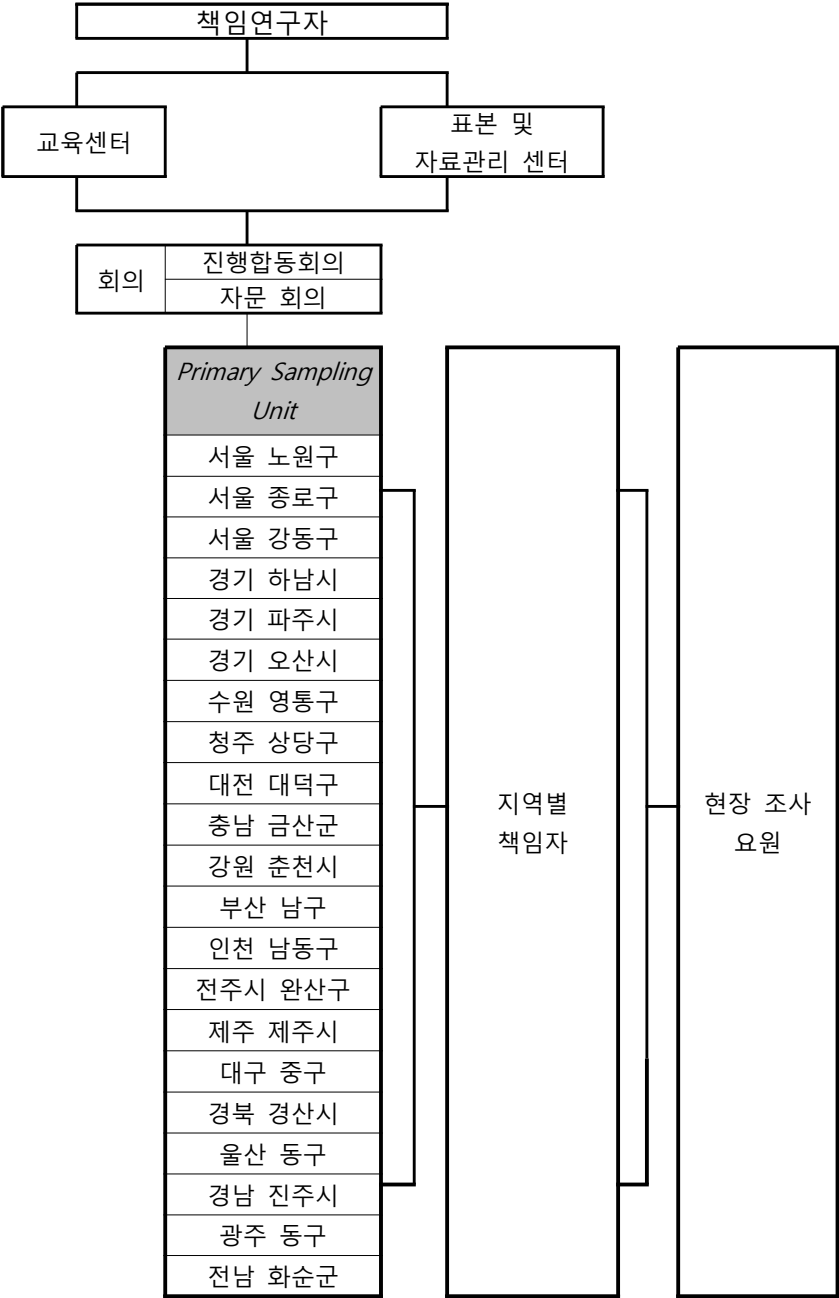 책임연구자
교육센터
표본 및
자료관리 센터
회의
진행합동회의
자문 회의
Primary Sampling
Unit
서울 노원구
서울 종로구
서울 강동구
경기 하남시
경기 파주시
경기 오산시
수원 영통구
청주 상당구
대전 대덕구
충남 금산군
강원 춘천시
부산 남구
인천 남동구
전주시 완산구
제주 제주시
대구 중구
경북 경산시
울산 동구
경남 진주시
광주 동구
전남 화순군
지역별
책임자
현장 조사
요원